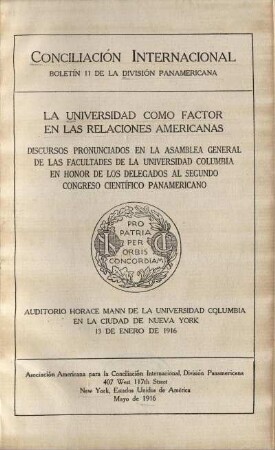 CONCILIACIÓN INTERNACIONAL
BOLETÍN 11 DE LA DIVISIÓN PANAMERICANA
LA UNIVERSIDAD COMO FACTOR
EN LAS RELACIONES AMERICANAS
DISCURSOS PRONUNCIADOS EN LA ASAMBLEA GENERAL
DE LAS FACULTADES DE LA UNIVERSIDAD COLUMBIA
EN HONOR DE LOS DELEGADOS AL SEGUNDO
CONGRESO CIENTÍFICO PANAMERICANO
PRO
PATRIA
PER
ORBIS
CONCORDIAM
I C
AUDITORIO HORACE MANN DE LA UNIVERSIDAD COLUMBIA
EN LA CIUDAD DE NUEVA YORK
13 DE ENERO DE 1916
Asociación Americana para la Conciliación Internacional, División Panamericana
407 West 117th Street
New York, Estados Unidos de América
Mayo de 1916